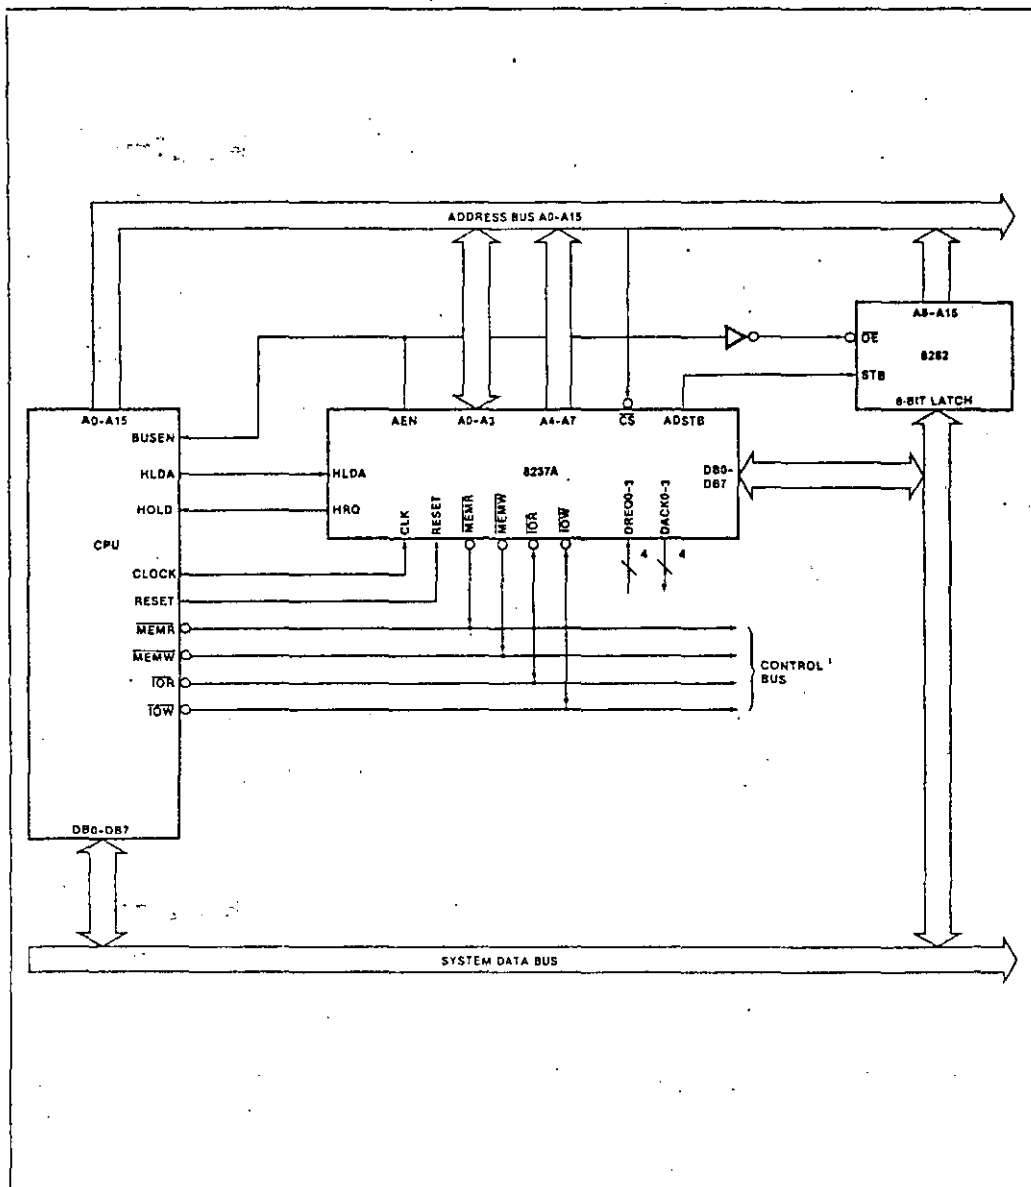 ADDRESS BUS A0-A15
A8-A15
OE
8282
STB
8-BIT LATCH
A0-A15
BUSEN
HLDA
HOLD
CPU
CLOCK
RESET
MEMR
MEMW
IOR
IOW
DB0-DB7
AEN
A0-A3
A4-A7
CS
ADSTB
HLDA
8237A
DB0-
DB7
HRQ
CLK
RESET
MEMR
MEMW
IOR
IOW
DREQ0-3
DACK0-3
4
4
CONTROL
BUS
SYSTEM DATA BUS